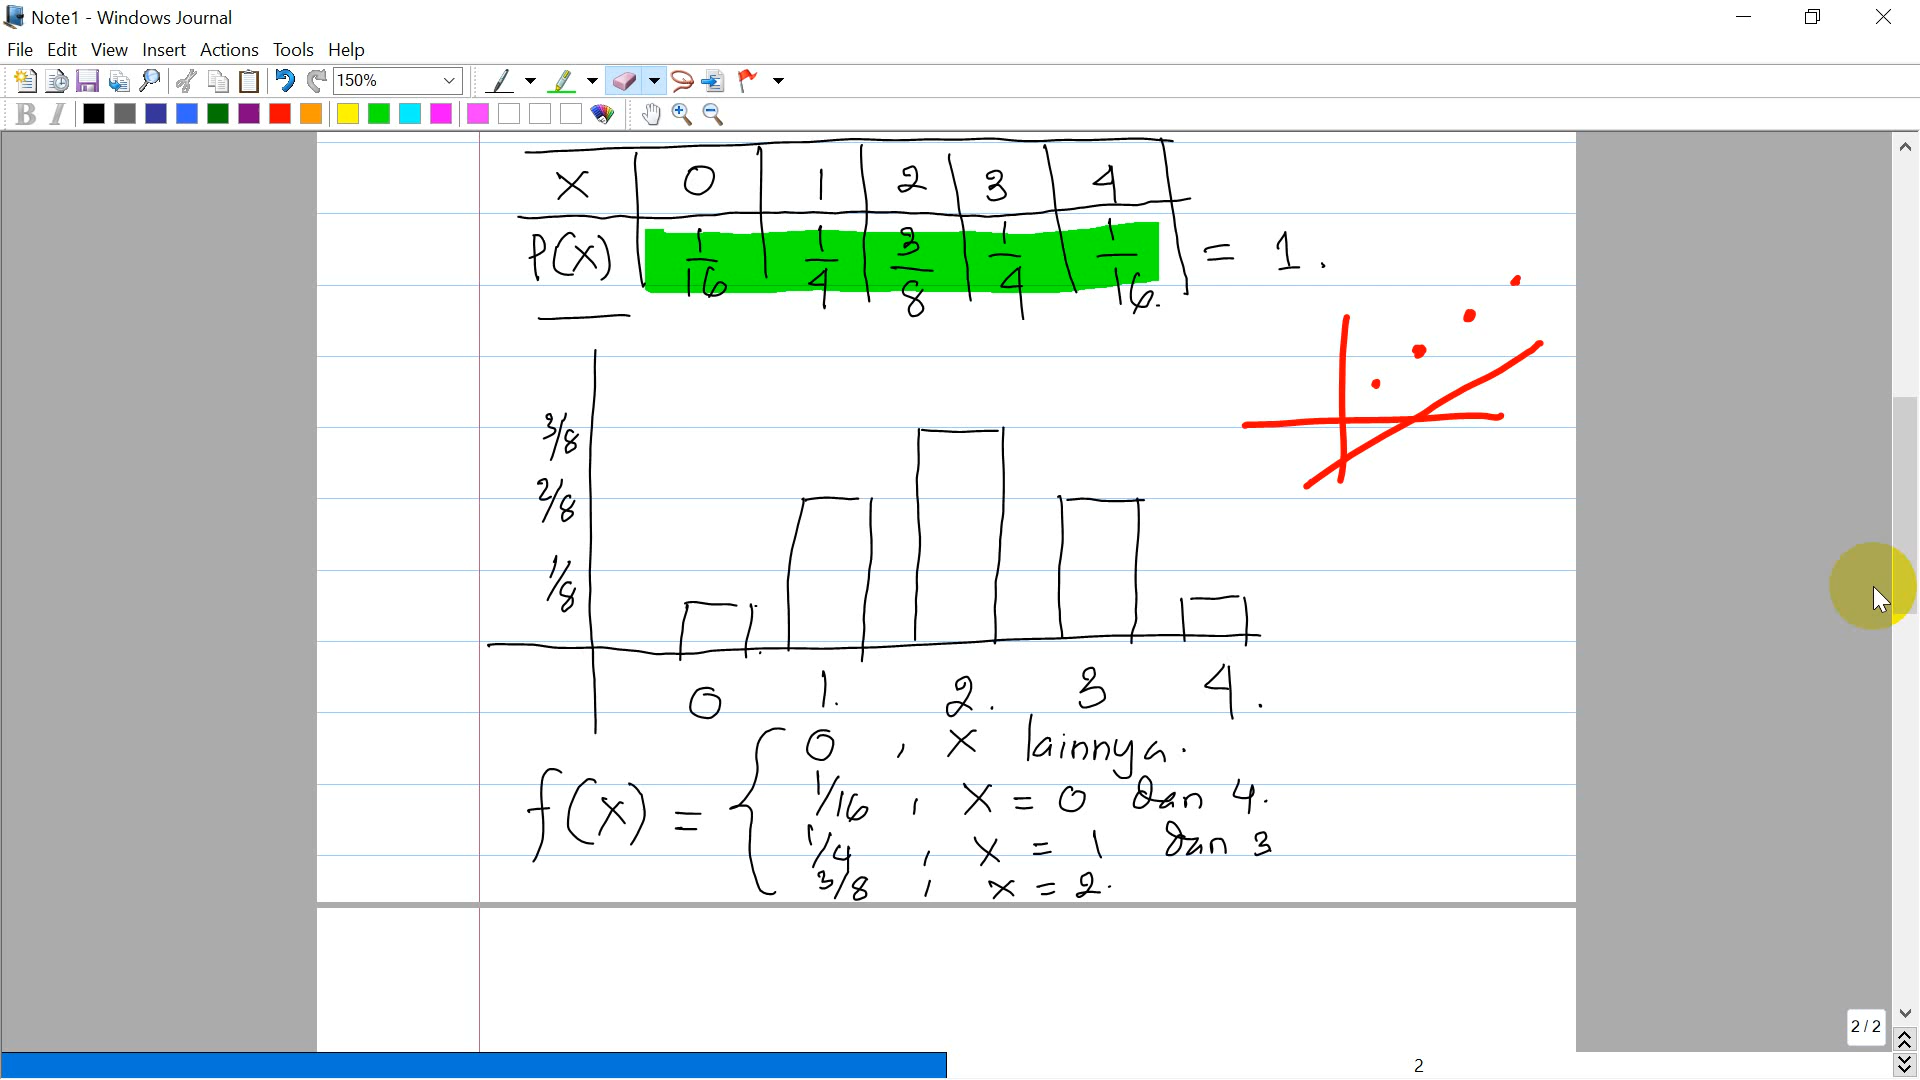 Note1 - Windows Journal
File Edit View Insert Actions Tools Help
150%
B I
X 0 1 2 3 4
P(X) 1/16 1/4 3/8 1/4 1/16. = 1.
3/8
2/8
1/8
0 1. 2. 3 4.
f(x) = { 0 , x lainnya.
1/16 , x = 0 dan 4.
1/4 , x = 1 dan 3
3/8 , x = 2.
2 / 2
2